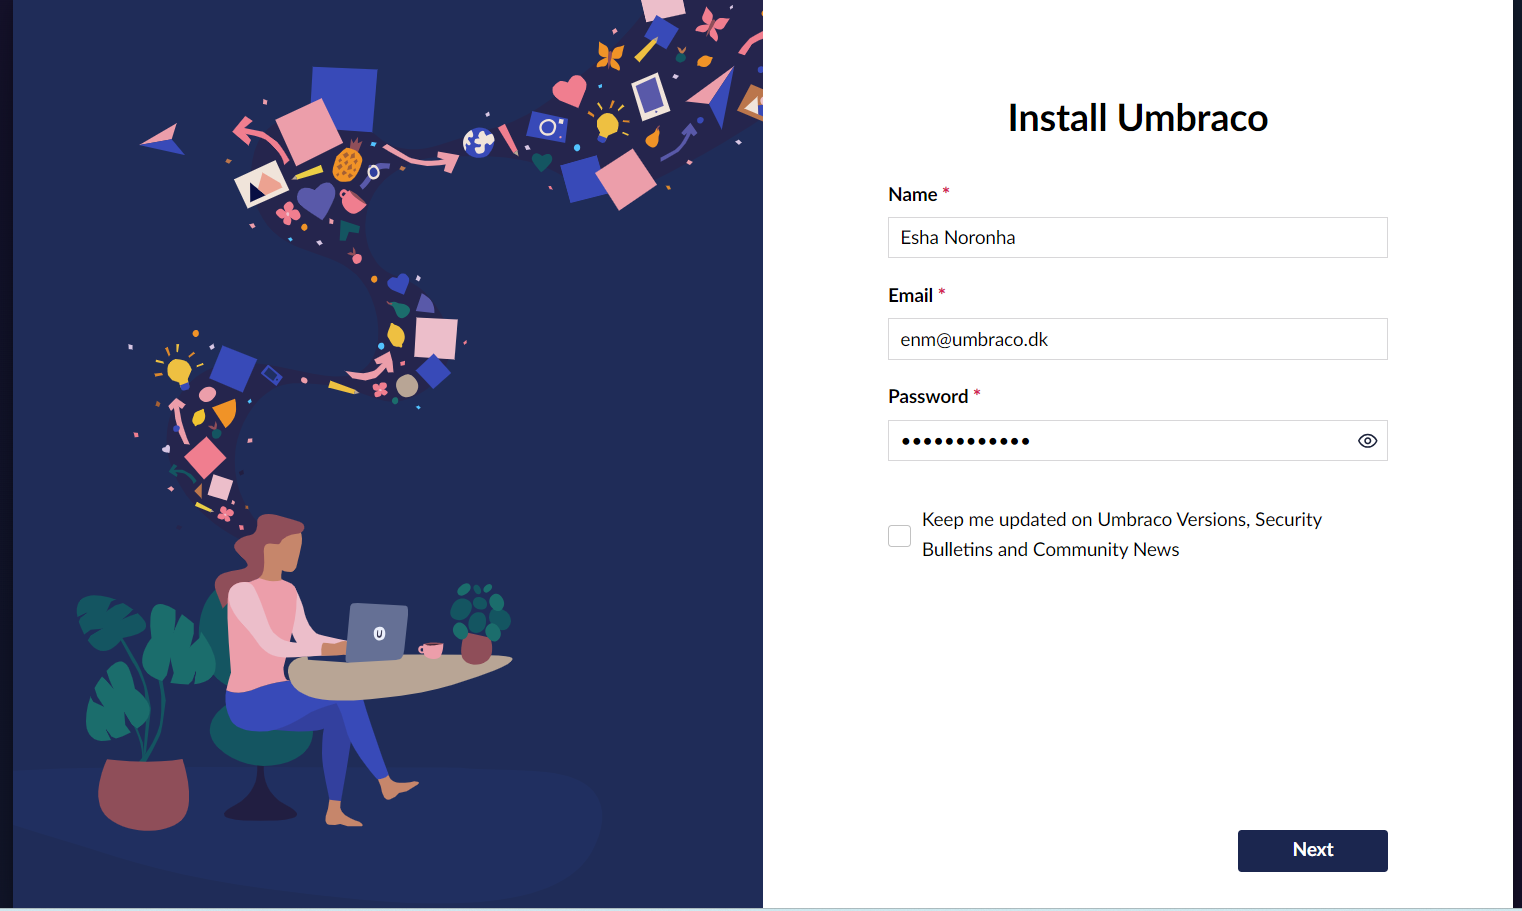 Install Umbraco
Name *
Esha Noronha
Email *
enm@umbraco.dk
Password *
••••••••••••
Keep me updated on Umbraco Versions, Security
Bulletins and Community News
U
Next